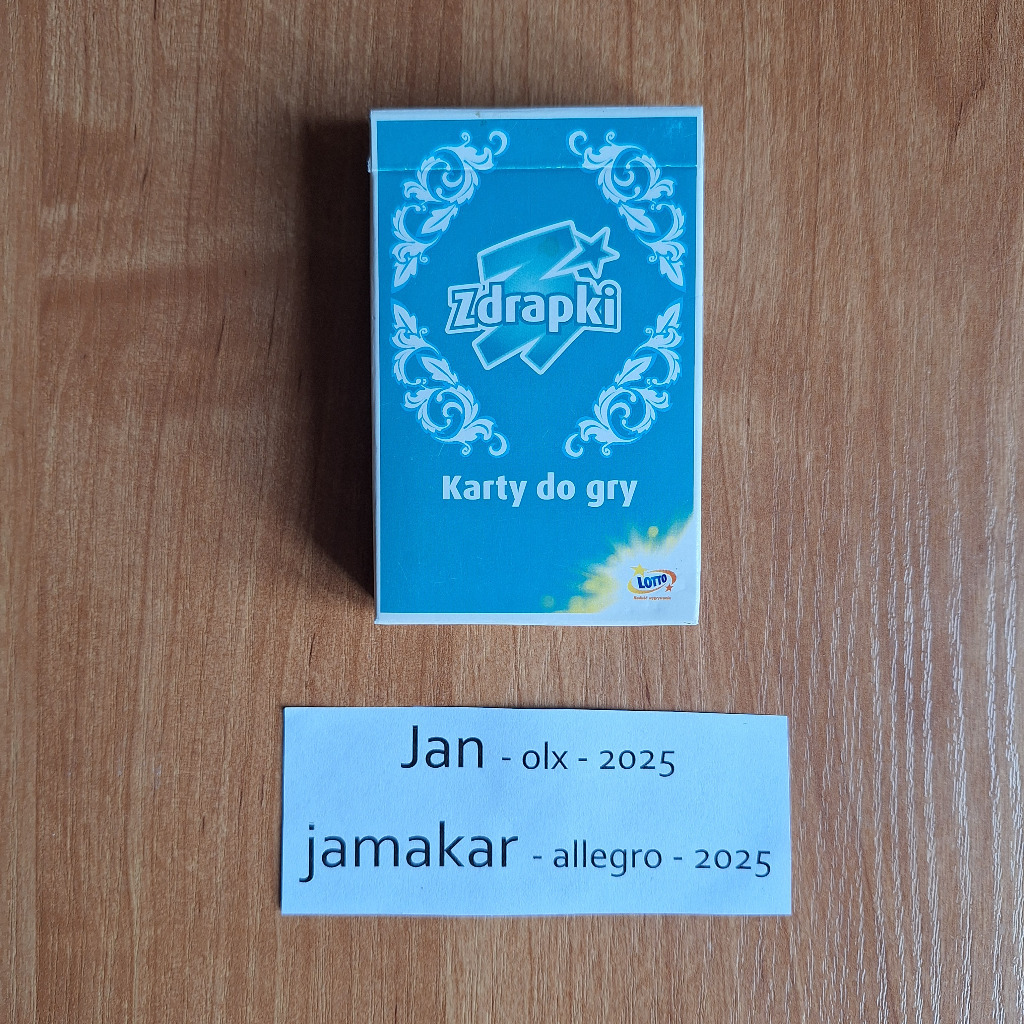 Zdrapki
Karty do gry
LOTTO
Jan - olx - 2025
jamakar - allegro - 2025